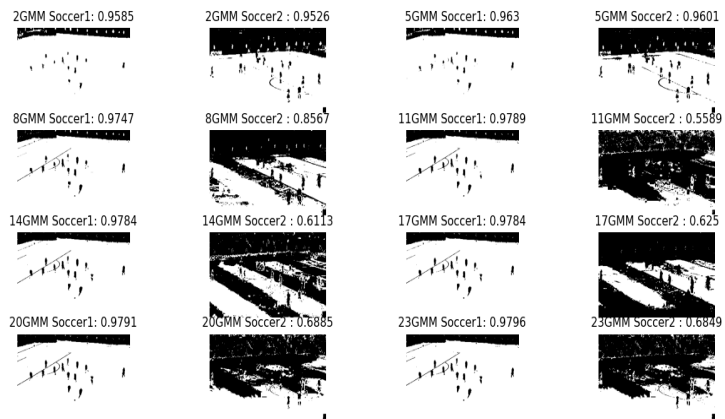 2GMM Soccer1: 0.9585 2GMM Soccer2 : 0.9526 5GMM Soccer1: 0.963 5GMM Soccer2 : 0.9601
8GMM Soccer1: 0.9747 8GMM Soccer2 : 0.8567 11GMM Soccer1: 0.9789 11GMM Soccer2 : 0.5589
14GMM Soccer1: 0.9784 14GMM Soccer2 : 0.6113 17GMM Soccer1: 0.9784 17GMM Soccer2 : 0.625
20GMM Soccer1: 0.9791 20GMM Soccer2 : 0.6885 23GMM Soccer1: 0.9796 23GMM Soccer2 : 0.6849